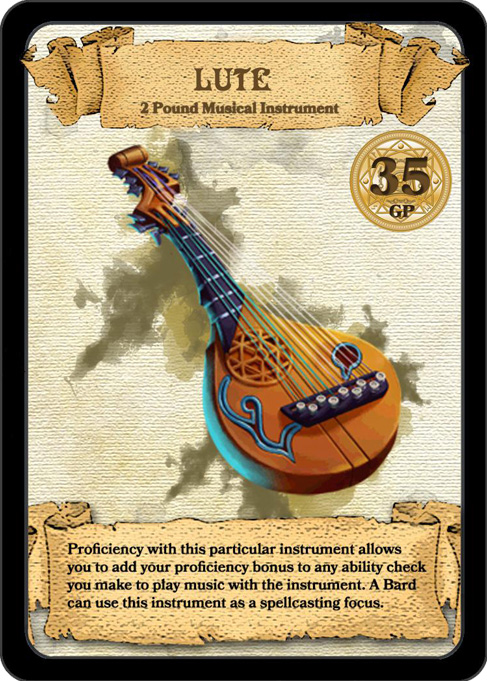 LUTE
2 Pound Musical Instrument
35
GP
Proficiency with this particular instrument allows
you to add your proficiency bonus to any ability check
you make to play music with the instrument. A Bard
can use this instrument as a spellcasting focus.